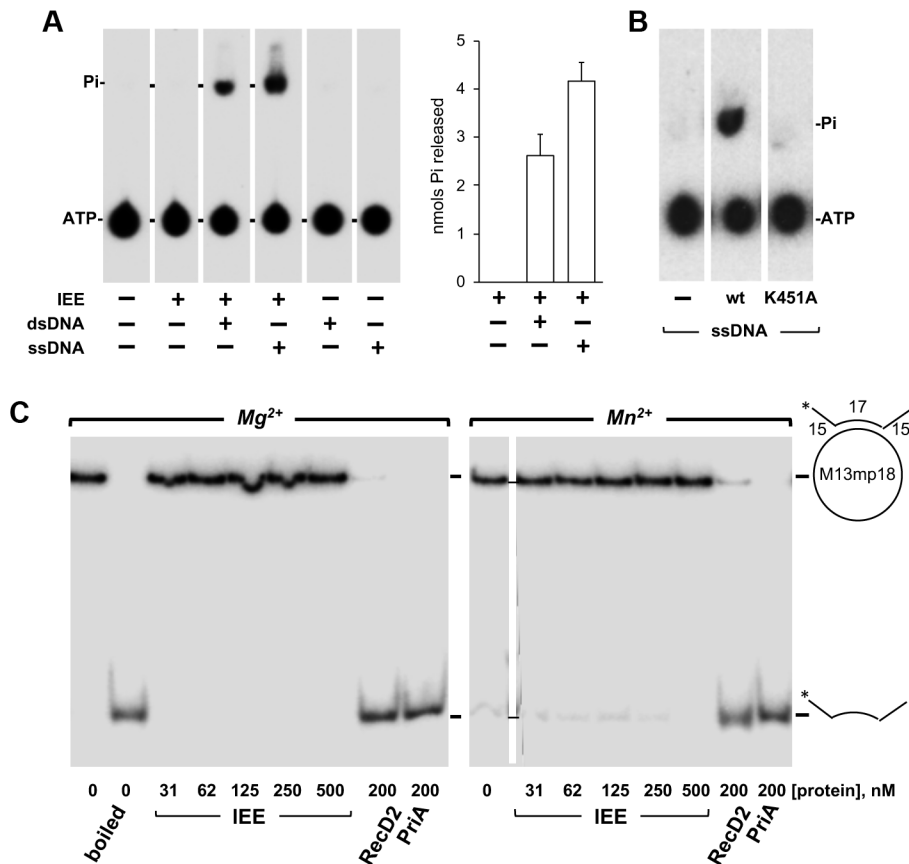 A
Pi-
ATP-
IEE − + + + − −
dsDNA − − + − + −
ssDNA − − − + − +
nmols Pi released
5
4
3
2
1
0
+ + +
− + −
− − +
B
-Pi
-ATP
− wt K451A
ssDNA
C
Mg²⁺
Mn²⁺
*
17
15 15
M13mp18
*
0 0 31 62 125 250 500 200 200
boiled IEE RecD2 PriA
0 31 62 125 250 500 200 200 [protein], nM
IEE RecD2 PriA